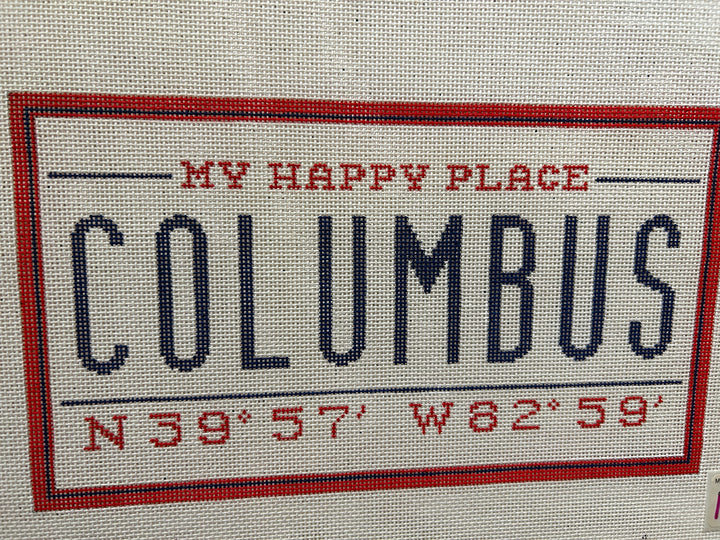 MY HAPPY PLACE
COLUMBUS
N 39° 57' W 82° 59'